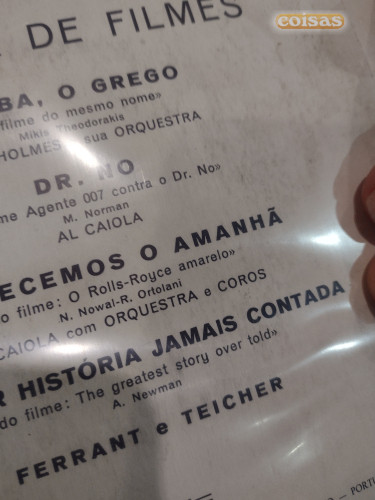 coisas
DE FILMES
BA, O GREGO
filme do mesmo nome»
Mikis Theodorakis
HOLMES e sua ORQUESTRA
DR. NO
me Agente 007 contra o Dr. No»
M. Norman
AL CAIOLA
ECEMOS O AMANHÃ
do filme: O Rolls-Royce amarelo»
N. Nowal-R. Ortolani
CAIOLA com ORQUESTRA e COROS
R HISTÓRIA JAMAIS CONTADA
do filme: The greatest story over told»
A. Newman
FERRANT e TEICHER
PORTU